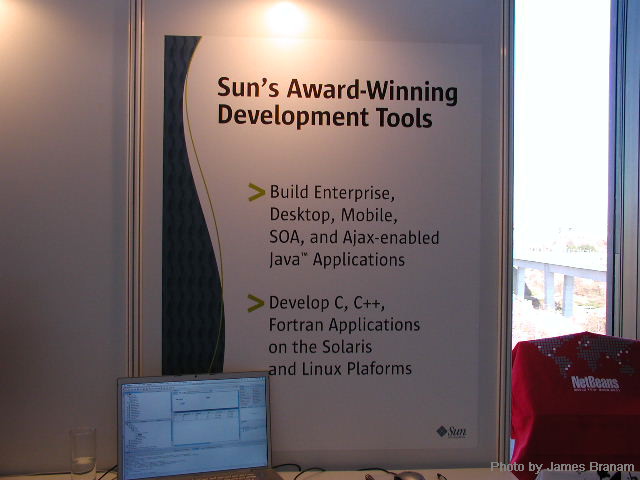 Sun's Award-Winning
Development Tools
> Build Enterprise,
Desktop, Mobile,
SOA, and Ajax-enabled
Java™ Applications
> Develop C, C++,
Fortran Applications
on the Solaris
and Linux Plaforms
Sun
NetBeans
Photo by James Branam